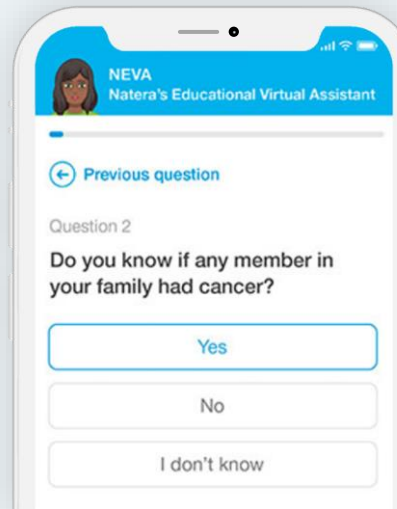 NEVA
Natera's Educational Virtual Assistant
Previous question
Question 2
Do you know if any member in
your family had cancer?
Yes
No
I don't know